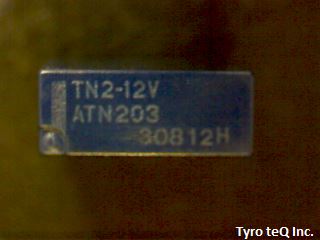 TN2-12V
ATN203
30812H
Tyro teQ Inc.